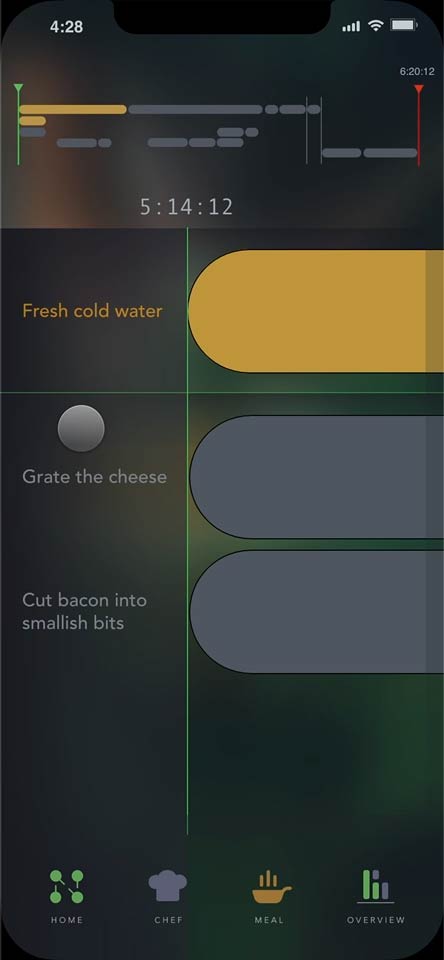 4:28
6:20:12
5:14:12
Fresh cold water
Grate the cheese
Cut bacon into
smallish bits
HOME CHEF MEAL OVERVIEW